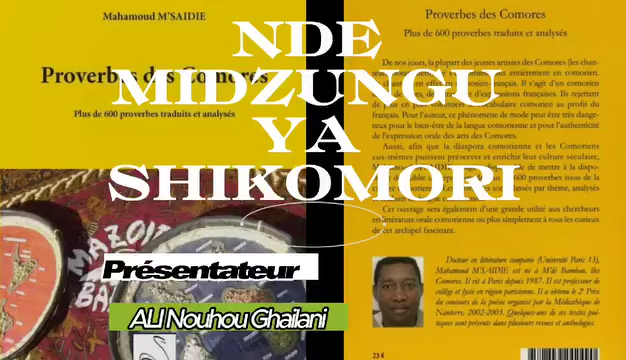 Mahamoud M'SAIDIE
Proverbes des Comores
Plus de 600 proverbes traduits et analysés
NDE
MIDZUNGU
YA
SHIKOMORI
Présentateur
ALI Nouhou Ghailani
Proverbes des Comores
Plus de 600 proverbes traduits et analysés
De nos jours, la plupart des jeunes artistes des Comores (les chan-
entièrement en comorien.
Il s'agit d'un comorien
d'expressions françaises. Ils rejettent
vocabulaire comorien au profit du
français. Pour l'auteur, ce phénomène de mode peut être très dange-
reux pour le bien-être de la langue comorienne et pour l'authenticité
de l'expression orale des arts des Comores.
Aussi, afin que la diaspora comorienne et les Comoriens
eux-mêmes puissent préserver et enrichir leur culture séculaire,
de mettre à la dispo-
600 proverbes issus de la
par thème, analysés
Cet ouvrage sera également d'une grande utilité aux chercheurs
littérature orale comorienne ou plus simplement à tous les curieux
de cet archipel fascinant.
Docteur en littérature comparée (Université Paris 13),
Mahamoud M'SAIDIE est né à M'dé Bambao, îles
Comores. Il vit à Paris depuis 1987. Il est professeur de
collège et lycée en région parisienne. Il a obtenu le 2e Prix
du concours de la poésie organisé par la Médiathèque de
Nanterre, 2002-2003. Quelques-uns de ses textes poé-
tiques sont présents dans plusieurs revues et anthologies.
23 €